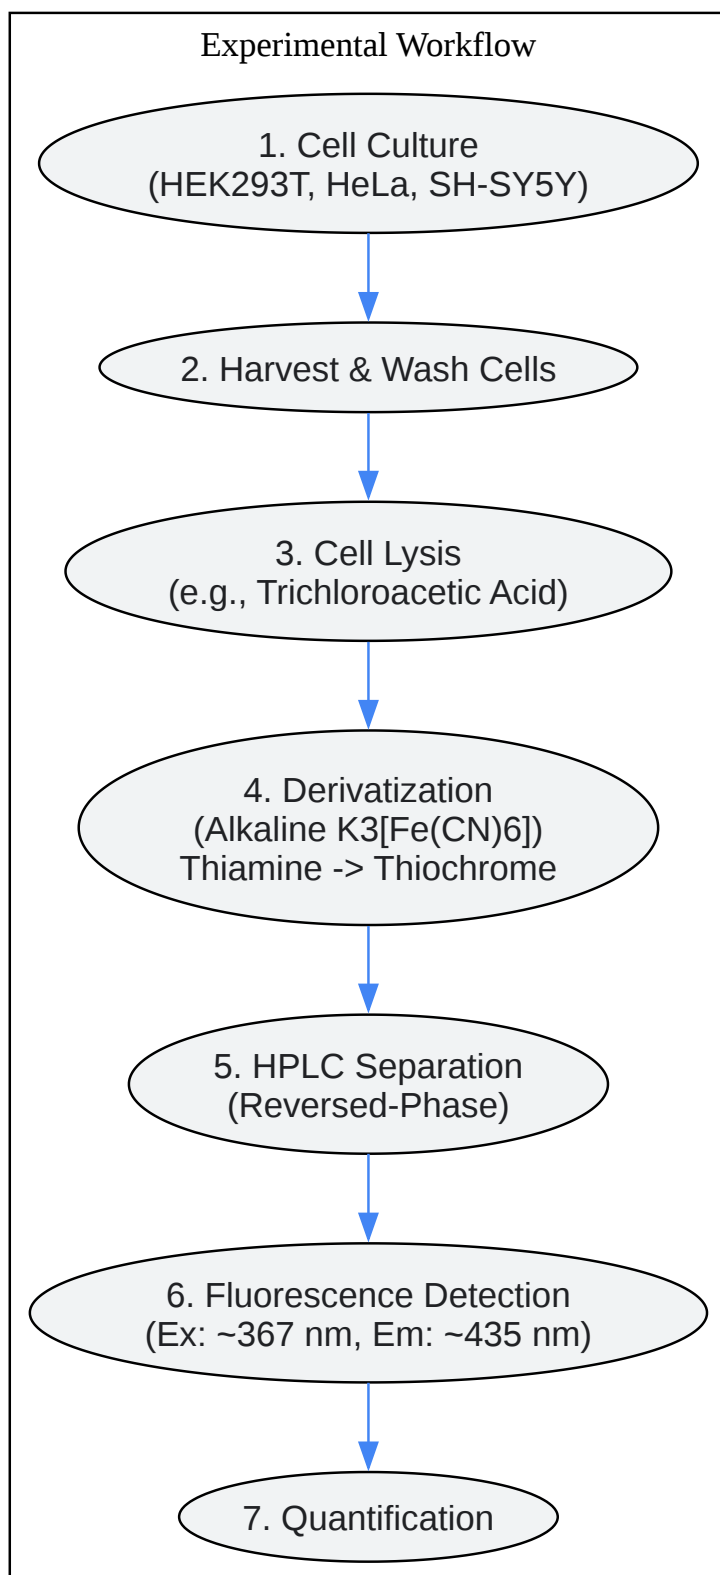 Experimental Workflow
1. Cell Culture
(HEK293T, HeLa, SH-SY5Y)
2. Harvest & Wash Cells
3. Cell Lysis
(e.g., Trichloroacetic Acid)
4. Derivatization
(Alkaline K3[Fe(CN)6])
Thiamine -> Thiochrome
5. HPLC Separation
(Reversed-Phase)
6. Fluorescence Detection
(Ex: ~367 nm, Em: ~435 nm)
7. Quantification